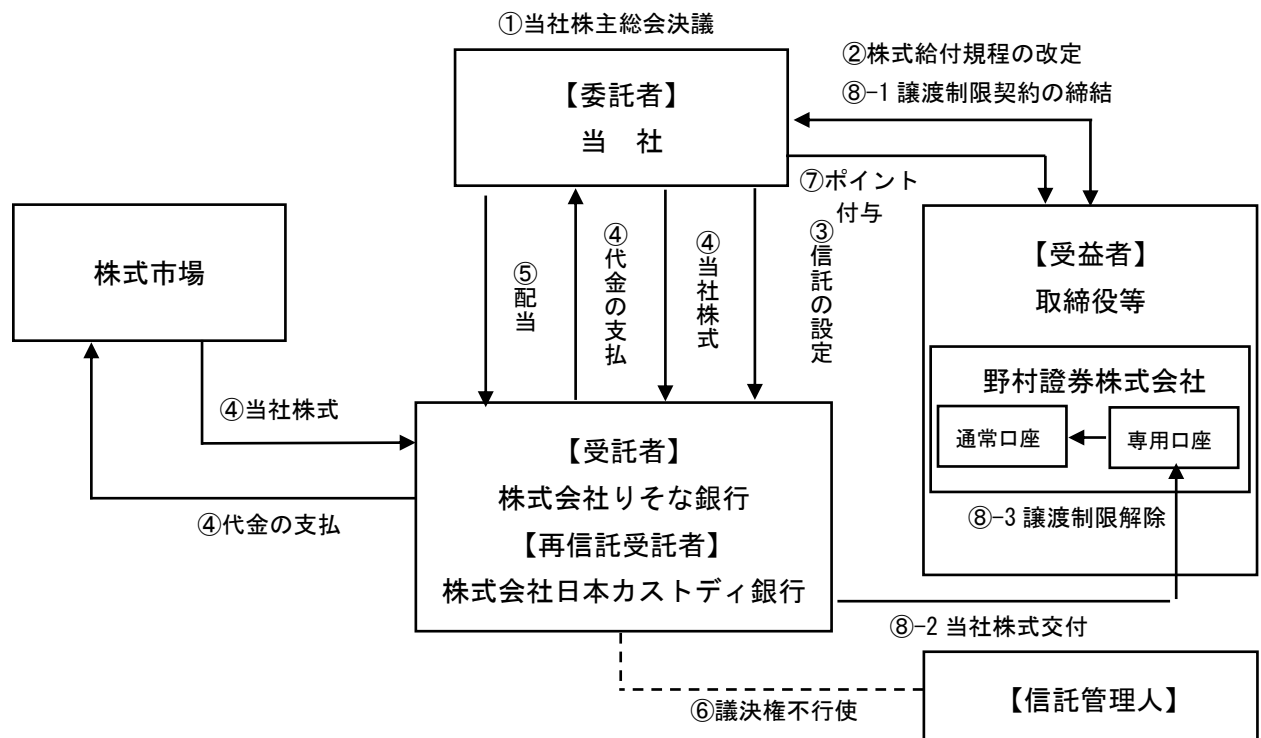 ①当社株主総会決議
②株式給付規程の改定
⑧-1 譲渡制限契約の締結
【委託者】
当　社
⑦ポイント
付与
株式市場
⑤配当
④代金の支払
④当社株式
③信託の設定
【受益者】
取締役等
野村證券株式会社
通常口座
専用口座
④当社株式
【受託者】
株式会社りそな銀行
【再信託受託者】
株式会社日本カストディ銀行
④代金の支払
⑧-3 譲渡制限解除
⑧-2 当社株式交付
⑥議決権不行使
【信託管理人】